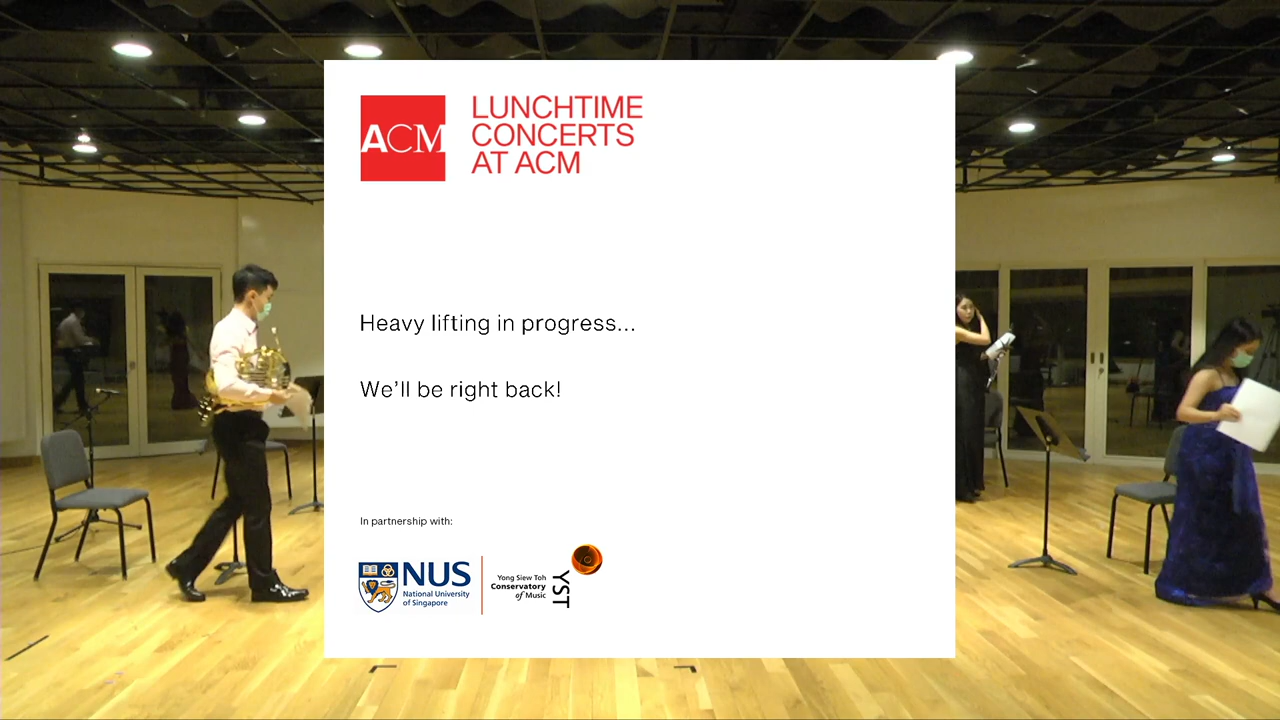 ACM
LUNCHTIME
CONCERTS
AT ACM
Heavy lifting in progress...
We'll be right back!
In partnership with:
NUS
National University
of Singapore
Yong Siew Toh
Conservatory
of Music
YST